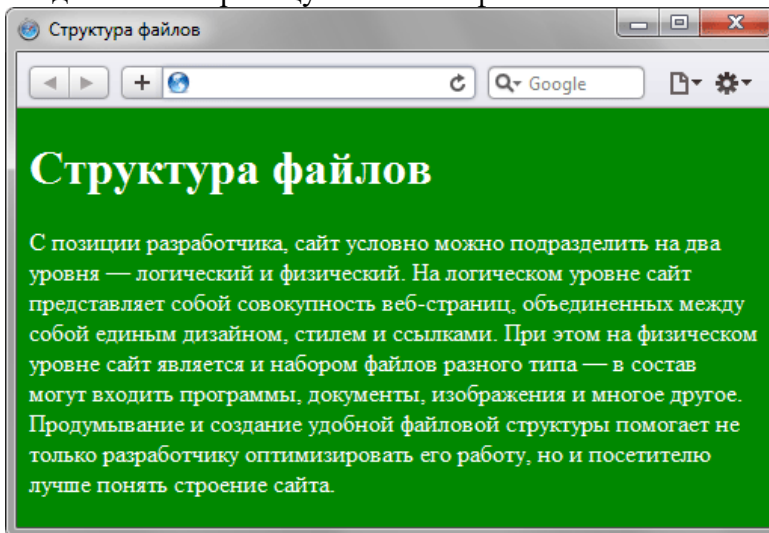 Структура файлов
Google
Структура файлов
С позиции разработчика, сайт условно можно подразделить на два
уровня — логический и физический. На логическом уровне сайт
представляет собой совокупность веб-страниц, объединенных между
собой единым дизайном, стилем и ссылками. При этом на физическом
уровне сайт является и набором файлов разного типа — в состав
могут входить программы, документы, изображения и многое другое.
Продумывание и создание удобной файловой структуры помогает не
только разработчику оптимизировать его работу, но и посетителю
лучше понять строение сайта.